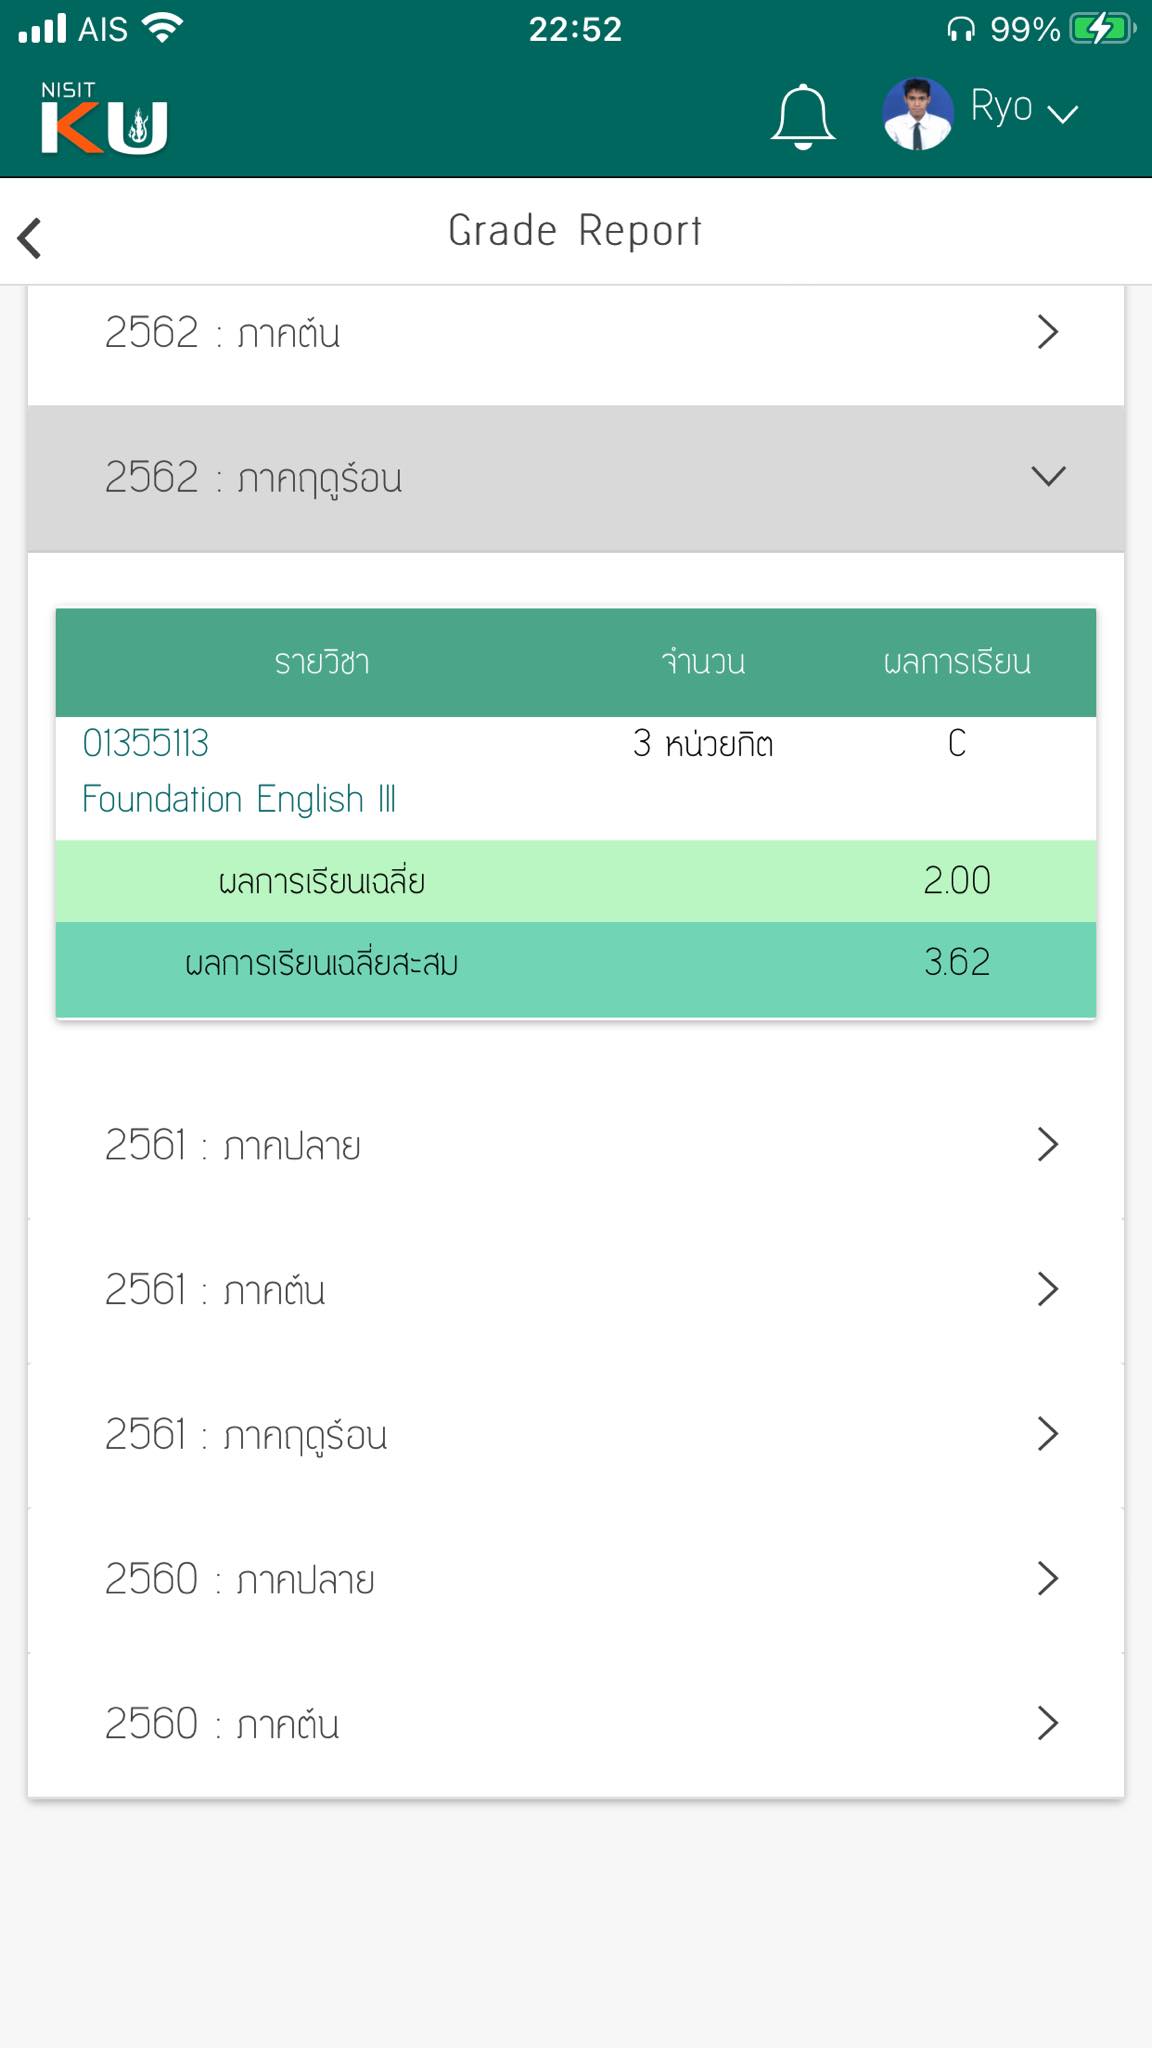 AIS 22:52 99%
NISIT
KU
Ryo
Grade Report
2562 : ภาคต้น
2562 : ภาคฤดูร้อน
รายวิชา จำนวน ผลการเรียน
01355113 3 หน่วยกิต C
Foundation English III
ผลการเรียนเฉลี่ย 2.00
ผลการเรียนเฉลี่ยสะสม 3.62
2561 : ภาคปลาย
2561 : ภาคต้น
2561 : ภาคฤดูร้อน
2560 : ภาคปลาย
2560 : ภาคต้น